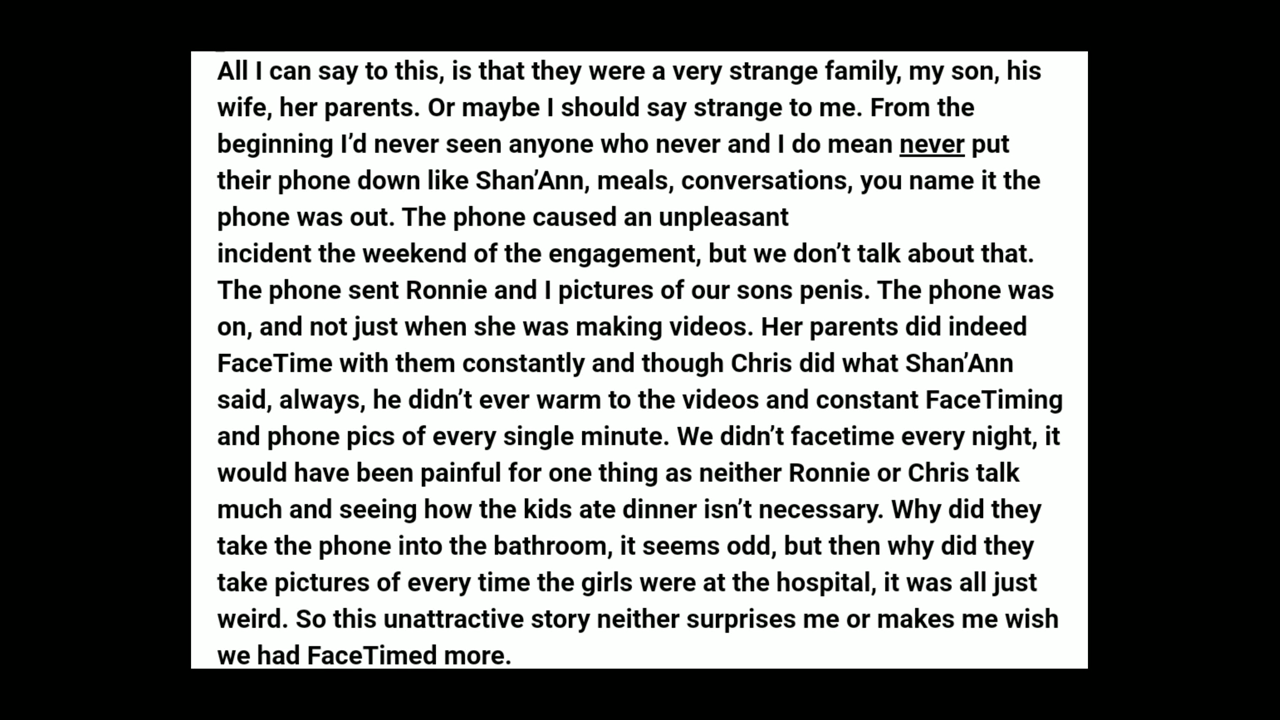 All I can say to this, is that they were a very strange family, my son, his
wife, her parents. Or maybe I should say strange to me. From the
beginning I’d never seen anyone who never and I do mean never put
their phone down like Shan’Ann, meals, conversations, you name it the
phone was out. The phone caused an unpleasant
incident the weekend of the engagement, but we don’t talk about that.
The phone sent Ronnie and I pictures of our sons penis. The phone was
on, and not just when she was making videos. Her parents did indeed
FaceTime with them constantly and though Chris did what Shan’Ann
said, always, he didn’t ever warm to the videos and constant FaceTiming
and phone pics of every single minute. We didn’t facetime every night, it
would have been painful for one thing as neither Ronnie or Chris talk
much and seeing how the kids ate dinner isn’t necessary. Why did they
take the phone into the bathroom, it seems odd, but then why did they
take pictures of every time the girls were at the hospital, it was all just
weird. So this unattractive story neither surprises me or makes me wish
we had FaceTimed more.